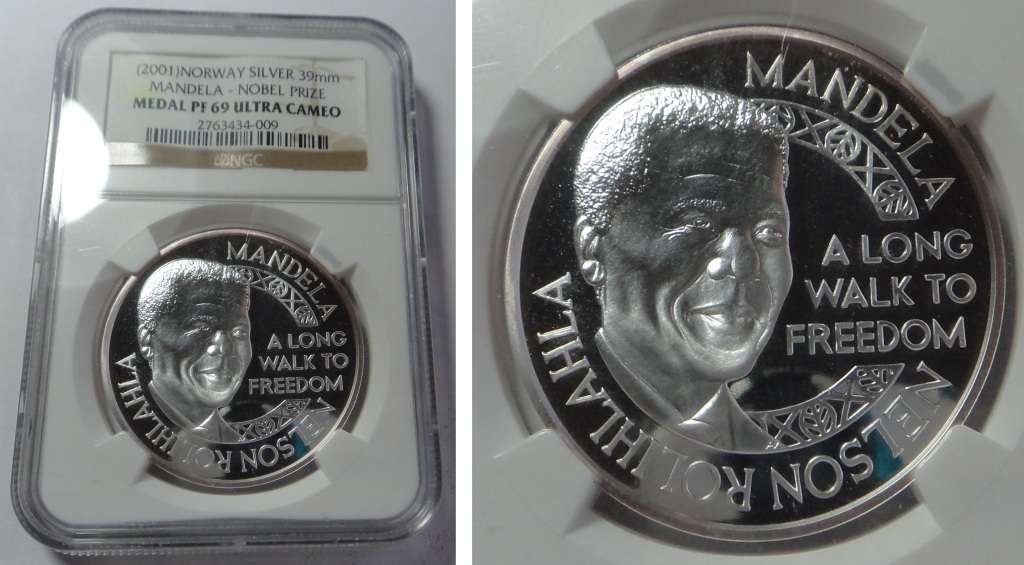 (2001)NORWAY SILVER 39mm
MANDELA - NOBEL PRIZE
MEDAL PF 69 ULTRA CAMEO
2763434-009
NGC
MANDELA
A LONG
WALK TO
FREEDOM
NELSON ROLIHLAHLA
MANDELA
A LONG
WALK TO
FREEDOM
NELSON ROLIHLAHLA